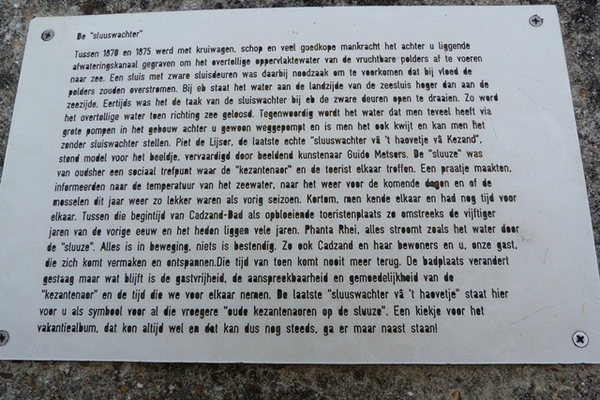 De "sluuswachter"
Tussen 1870 en 1875 werd met kruiwagen, schop en veel goedkope mankracht het achter u liggende
afwateringskanaal gegraven om het overtollige oppervlaktewater van de vruchtbare polders af te voeren
naar zee. Een sluis met zware sluisdeuren was daarbij noodzaak om te voorkomen dat bij vloed de
polders zouden overstromen. Bij eb staat het water aan de landzijde van de zeesluis hoger dan aan de
zeezijde. Eertijds was het de taak van de sluiswachter bij eb de zware deuren open te draaien. Zo werd
het overtollige water toen richting zee geloosd. Tegenwoordig wordt het water dat men teveel heeft via
grote pompen in het gebouw achter u gewoon weggepompt en is men het ook kwijt en kan men het
zonder sluiswachter stellen. Piet de Lijser, de laatste echte "sluuswachter vâ 't haovetje vâ Kezand",
stond model voor het beeldje, vervaardigd door beeldend kunstenaar Guido Metsers. De "sluuze" was
van oudsher een sociaal trefpunt waar de "kezantenaor" en de toerist elkaar troffen. Een praatje maakten,
informeerden naar de temperatuur van het zeewater, naar het weer voor de komende dagen en of de
mosselen dit jaar weer zo lekker waren als vorig seizoen. Kortom, men kende elkaar en had nog tijd voor
elkaar. Tussen die begintijd van Cadzand-Bad als opbloeiende toeristenplaats zo omstreeks de vijftiger
jaren van de vorige eeuw en het heden liggen vele jaren. Phanta Rhei, alles stroomt zoals het water door
de "sluuze". Alles is in beweging, niets is bestendig. Zo ook Cadzand en haar bewoners en u, onze gast,
die zich komt vermaken en ontspannen.Die tijd van toen komt nooit meer terug. De badplaats verandert
gestaag maar wat blijft is de gastvrijheid, de aanspreekbaarheid en gemoedelijkheid van de
"kezantenaor" en de tijd die we voor elkaar nemen. De laatste "sluuswachter vâ 't haovetje" staat hier
voor u als symbool voor al die vroegere "oude kezantenaoren op de sluuze". Een kiekje voor het
vakantiealbum, dat kon altijd wel en dat kan dus nog steeds, ga er maar naast staan!